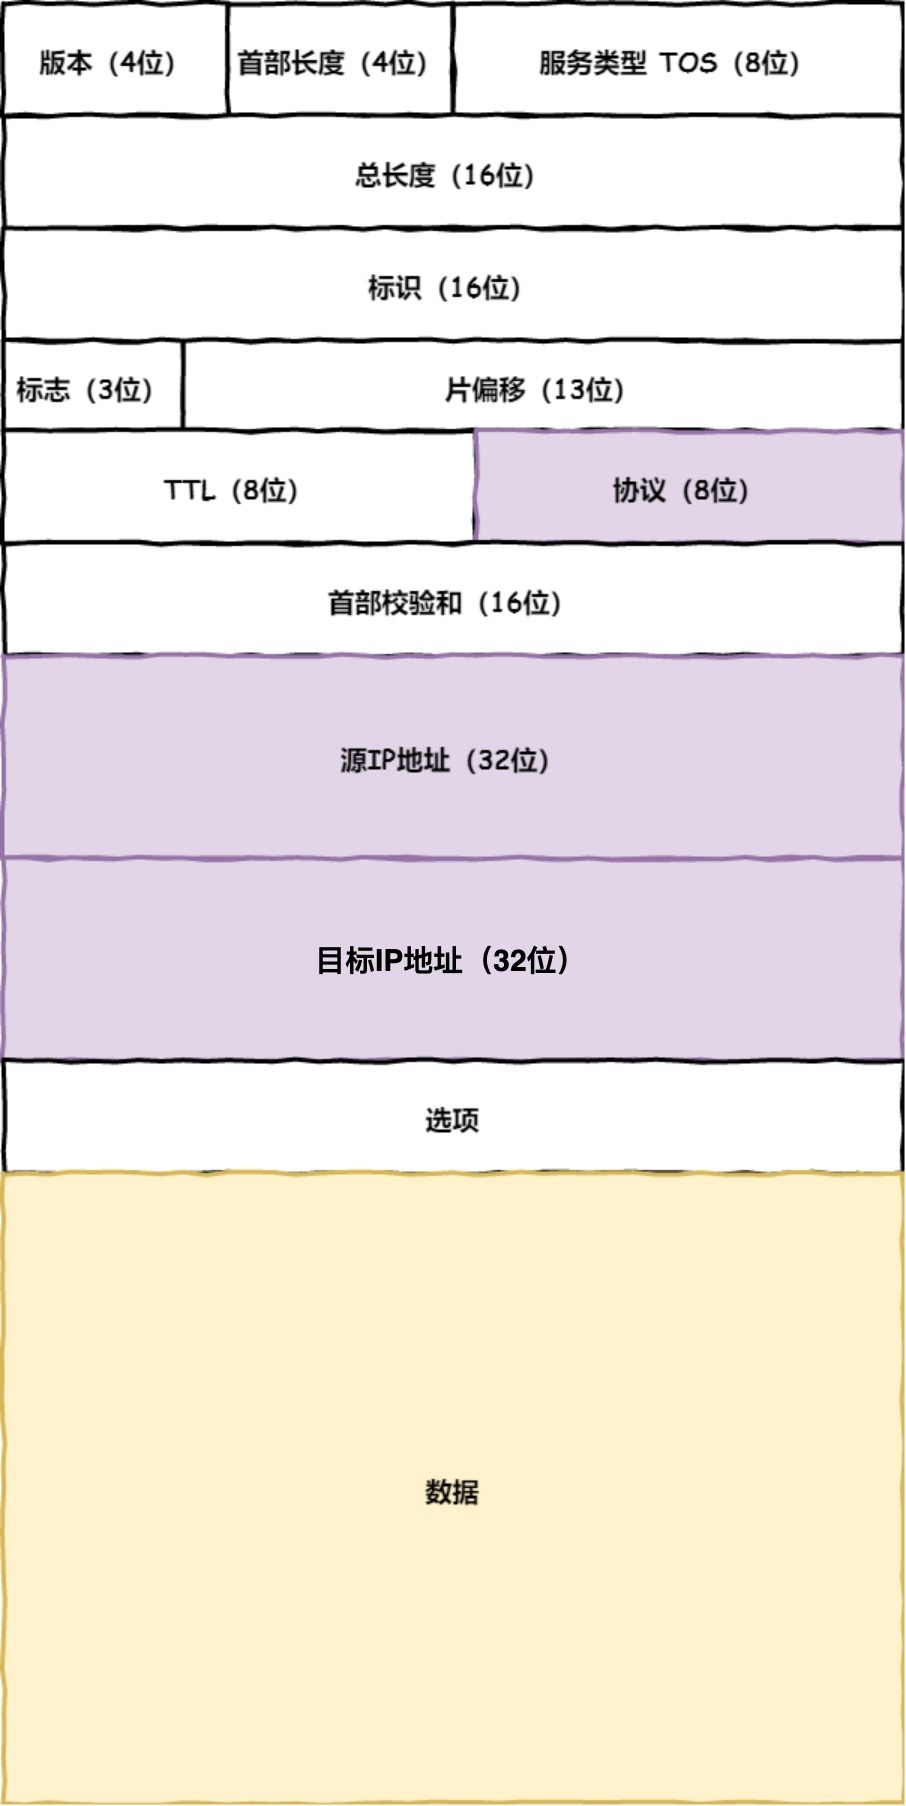 版本（4位）
首部长度（4位）
服务类型 TOS（8位）
总长度（16位）
标识（16位）
标志（3位）
片偏移（13位）
TTL（8位）
协议（8位）
首部校验和（16位）
源IP地址（32位）
目标IP地址（32位）
选项
数据